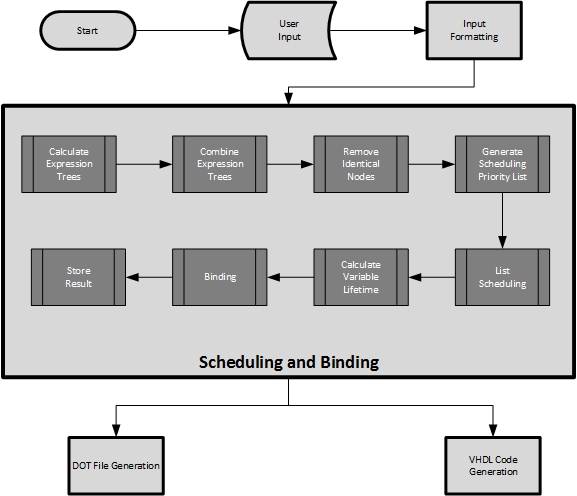 Start
User
Input
Input
Formatting
Calculate
Expression
Trees
Combine
Expression
Trees
Remove
Identical
Nodes
Generate
Scheduling
Priority List
Store
Result
Binding
Calculate
Variable
Lifetime
List
Scheduling
Scheduling and Binding
DOT File Generation
VHDL Code
Generation